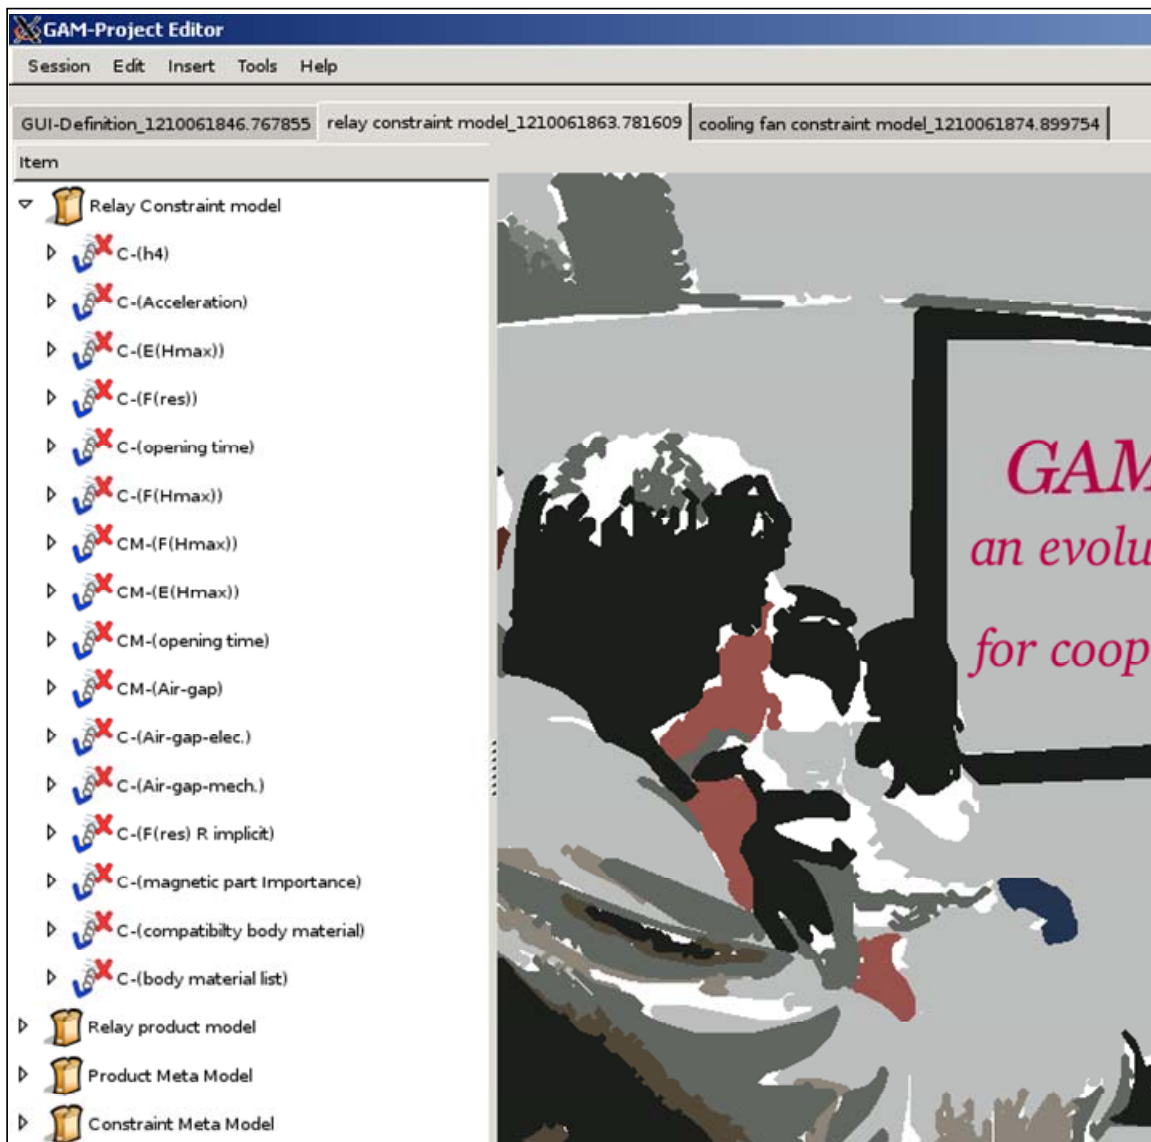 GAM-Project Editor
Session Edit Insert Tools Help
GUI-Definition_1210061846.767855 relay constraint model_1210061863.781609 cooling fan constraint model_1210061874.899754
Item
Relay Constraint model
C-(h4)
C-(Acceleration)
C-(E(Hmax))
C-(F(res))
C-(opening time)
C-(F(Hmax))
CM-(F(Hmax))
CM-(E(Hmax))
CM-(opening time)
CM-(Air-gap)
C-(Air-gap-elec.)
C-(Air-gap-mech.)
C-(F(res) R implicit)
C-(magnetic part Importance)
C-(compatibilty body material)
C-(body material list)
Relay product model
Product Meta Model
Constraint Meta Model
GAM
an evolu
for coop